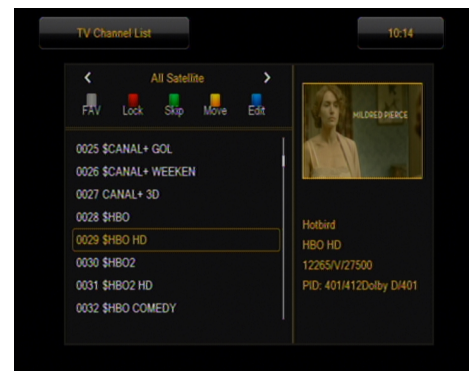 TV Channel List
10:14
All Satellite
FAV Lock Skip Move Edit
0025 $CANAL+ GOL
0026 $CANAL+ WEEKEN
0027 CANAL+ 3D
0028 $HBO
0029 $HBO HD
0030 $HBO2
0031 $HBO2 HD
0032 $HBO COMEDY
MILDRED PIERCE
Hotbird
HBO HD
12265/V/27500
PID: 401/412Dolby D/401